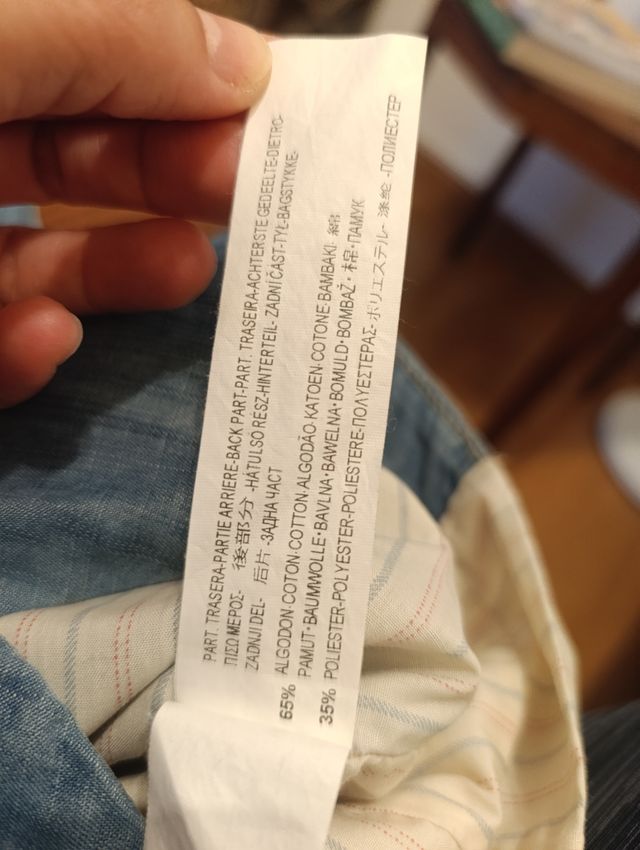 PART. TRASERA-PARTIE ARRIERE-BACK PART-PART. TRASEIRA-ACHTERSTE GEDEELTE-DIETRO-
ΠΙΣΩ ΜΕΡΟΣ- 後部分 -HÁTULSÓ RÉSZ-HINTERTEIL- ZADNÍ ČÁST-TYŁ-BAGSTYKKE-
ZADNJI DEL- 后片 -ЗАДНА ЧАСТ
65% ALGODON·COTON·COTTON·ALGODÃO·KATOEN·COTONE·BAMBAKI· 綿·
PAMUT·BAUMWOLLE·BAVLNA·BAWELNA·BOMULD·BOMBAŽ· 棉·ПАМУК
35% POLIESTER-POLYESTER-POLIESTERE-ΠΟΛΥΕΣΤΕΡΑΣ-ポリエステル- 涤纶 -ПОЛИЕСТЕР